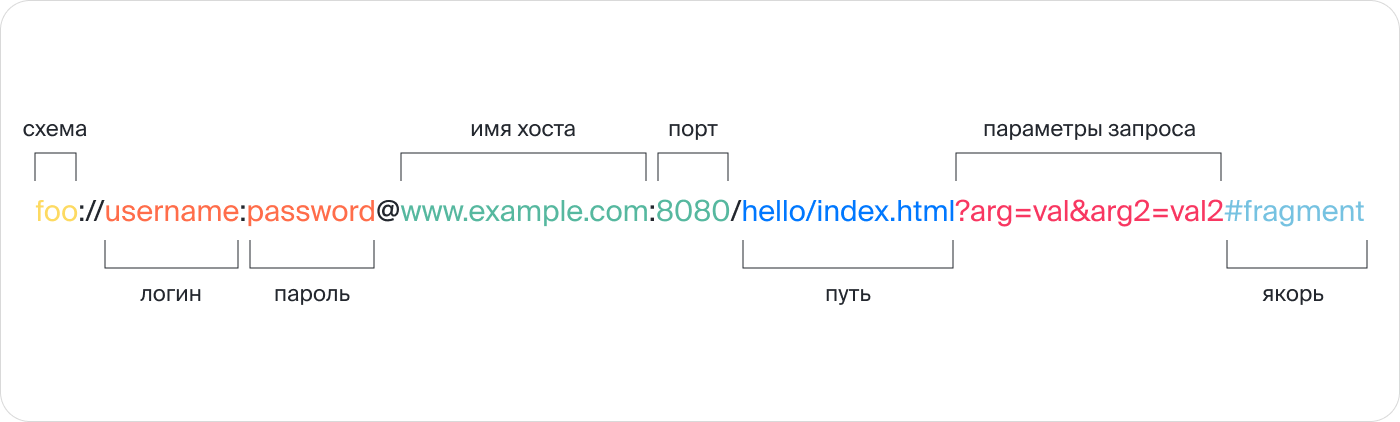 схема имя хоста порт параметры запроса
foo://username:password@www.example.com:8080/hello/index.html?arg=val&arg2=val2#fragment
логин пароль путь якорь